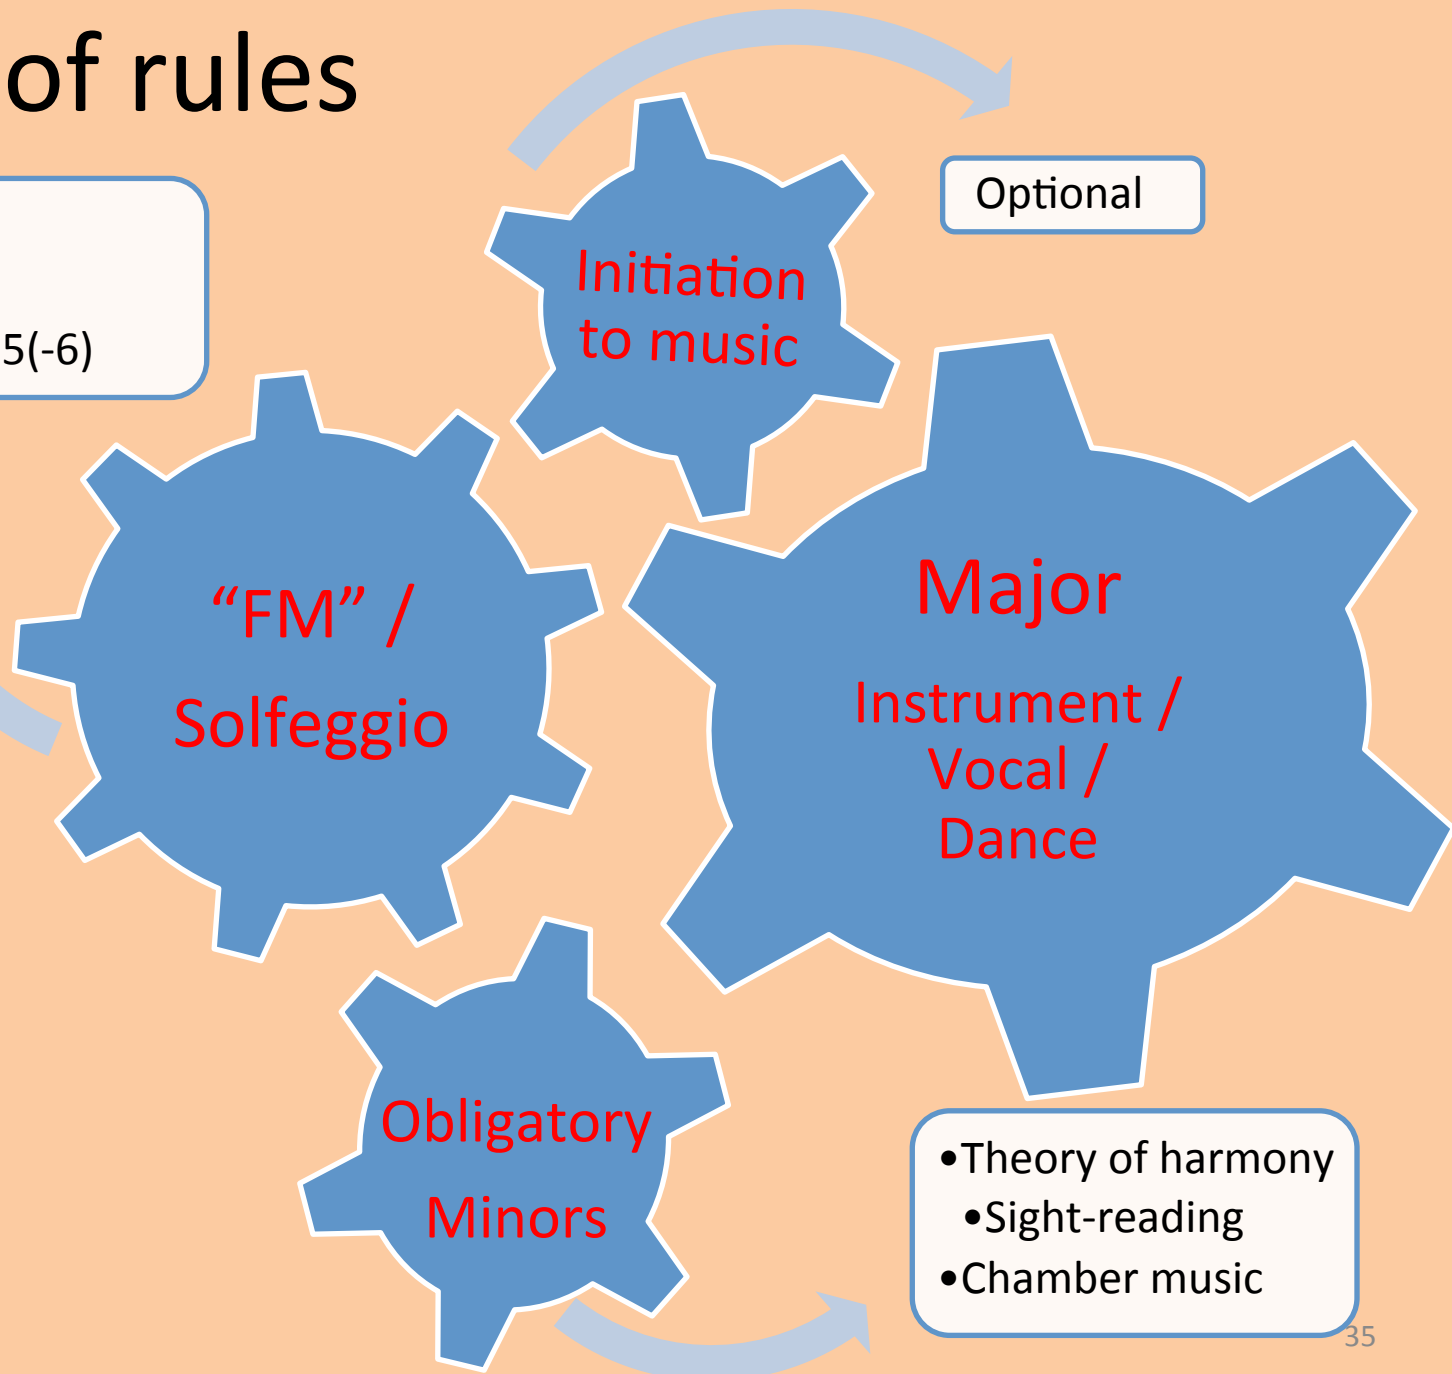 of rules
Optional
Initiation
to music
5(-6)
“FM” /
Solfeggio
Major
Instrument /
Vocal /
Dance
Obligatory
Minors
•Theory of harmony
•Sight-reading
•Chamber music
35